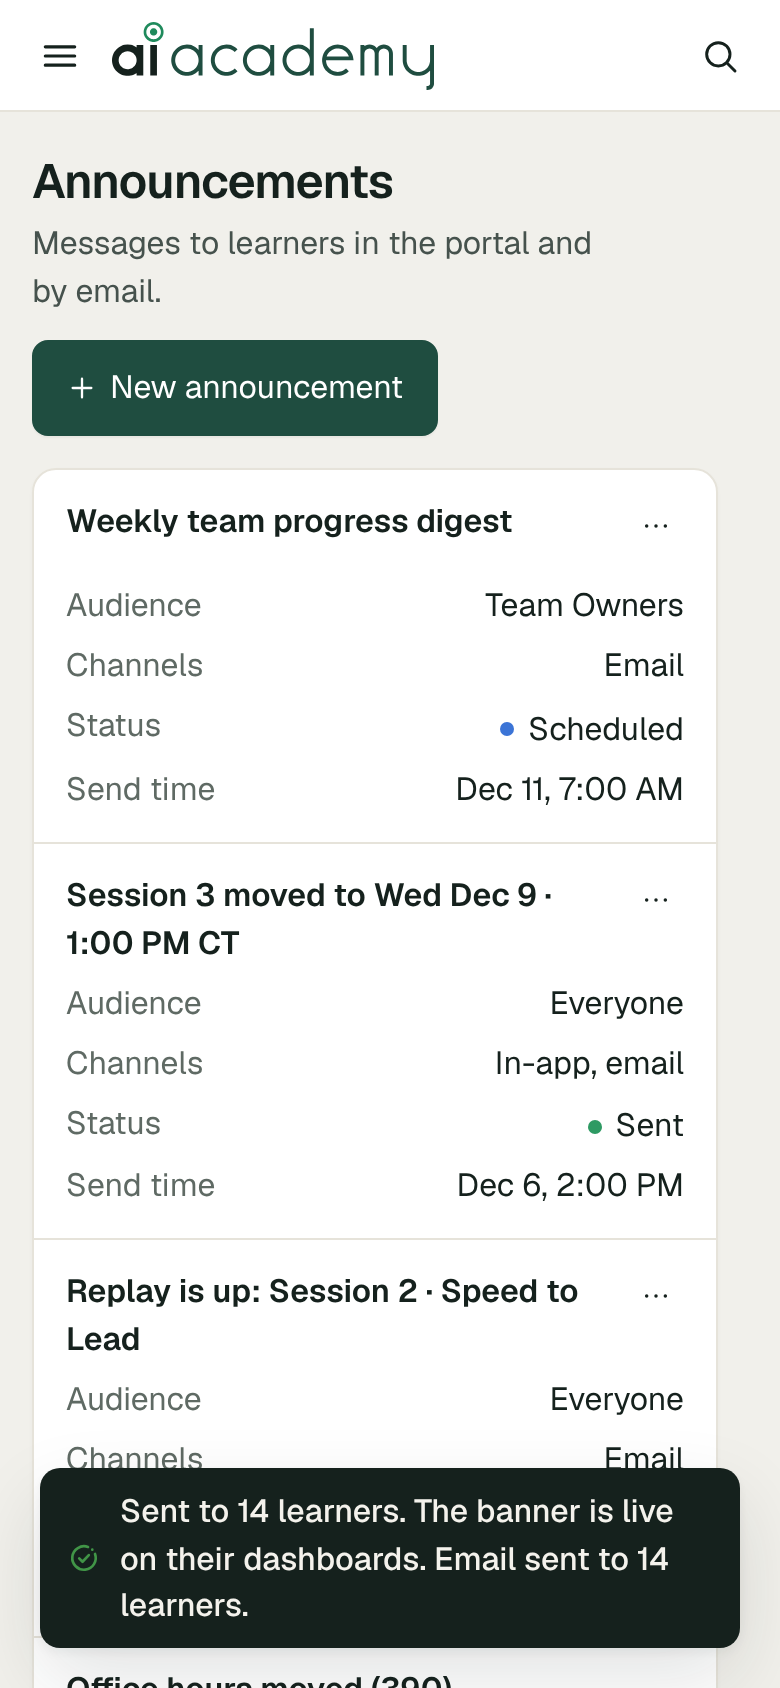 ai academy
Announcements
Messages to learners in the portal and
by email.
+ New announcement
Weekly team progress digest ...
Audience Team Owners
Channels Email
Status Scheduled
Send time Dec 11, 7:00 AM
Session 3 moved to Wed Dec 9 · ...
1:00 PM CT
Audience Everyone
Channels In-app, email
Status Sent
Send time Dec 6, 2:00 PM
Replay is up: Session 2 · Speed to ...
Lead
Audience Everyone
Channels Email
Sent to 14 learners. The banner is live
on their dashboards. Email sent to 14
learners.
Office hours moved (390)